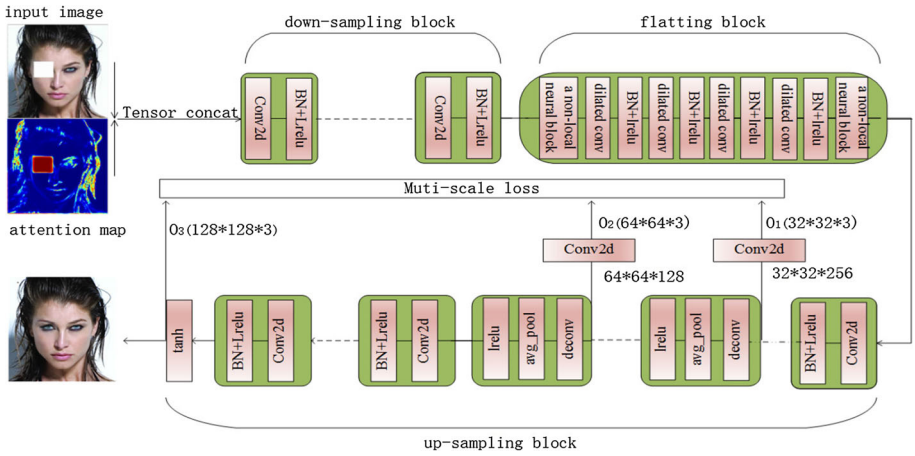 input image
down-sampling block
flatting block
Tensor concat
Conv2d
BN+Lrelu
Conv2d
BN+Lrelu
a non-local
neural block
dilated conv
BN+lrelu
dilated conv
BN+lrelu
dilated conv
BN+lrelu
dilated conv
BN+lrelu
a non-local
neural block
attention map
Muti-scale loss
O₃(128*128*3)
O₂(64*64*3)
O₁(32*32*3)
Conv2d
Conv2d
64*64*128
32*32*256
tanh
BN+Lrelu
Conv2d
BN+Lrelu
Conv2d
lrelu
avg_pool
deconv
lrelu
avg_pool
deconv
BN+Lrelu
Conv2d
up-sampling block